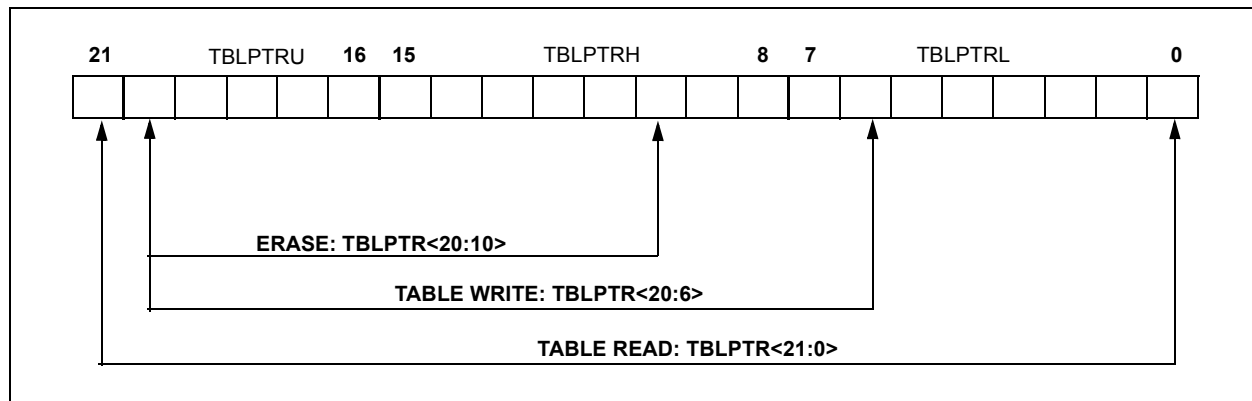 21 TBLPTRU 16 15 TBLPTRH 8 7 TBLPTRL 0
ERASE: TBLPTR<20:10>
TABLE WRITE: TBLPTR<20:6>
TABLE READ: TBLPTR<21:0>